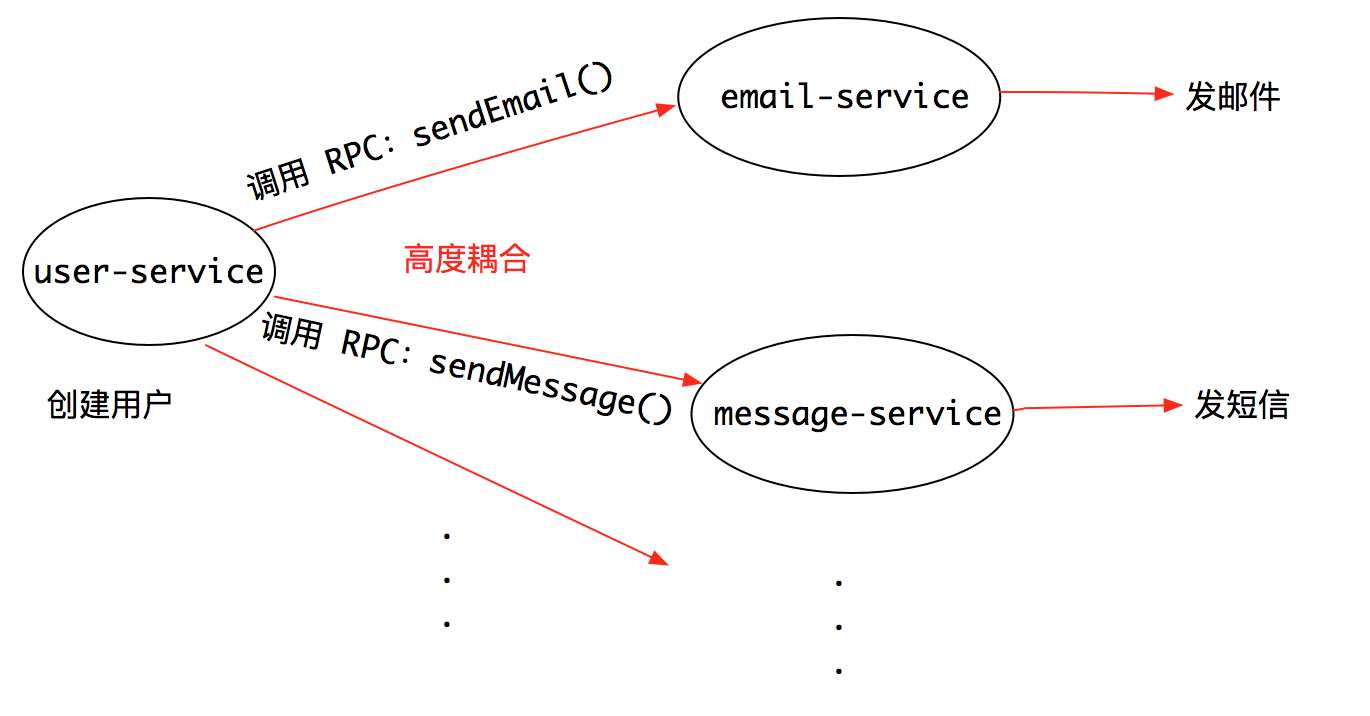 email-service
发邮件
调用 RPC: sendEmail()
高度耦合
user-service
调用 RPC: sendMessage()
创建用户
message-service
发短信
.
.
.
.
.
.